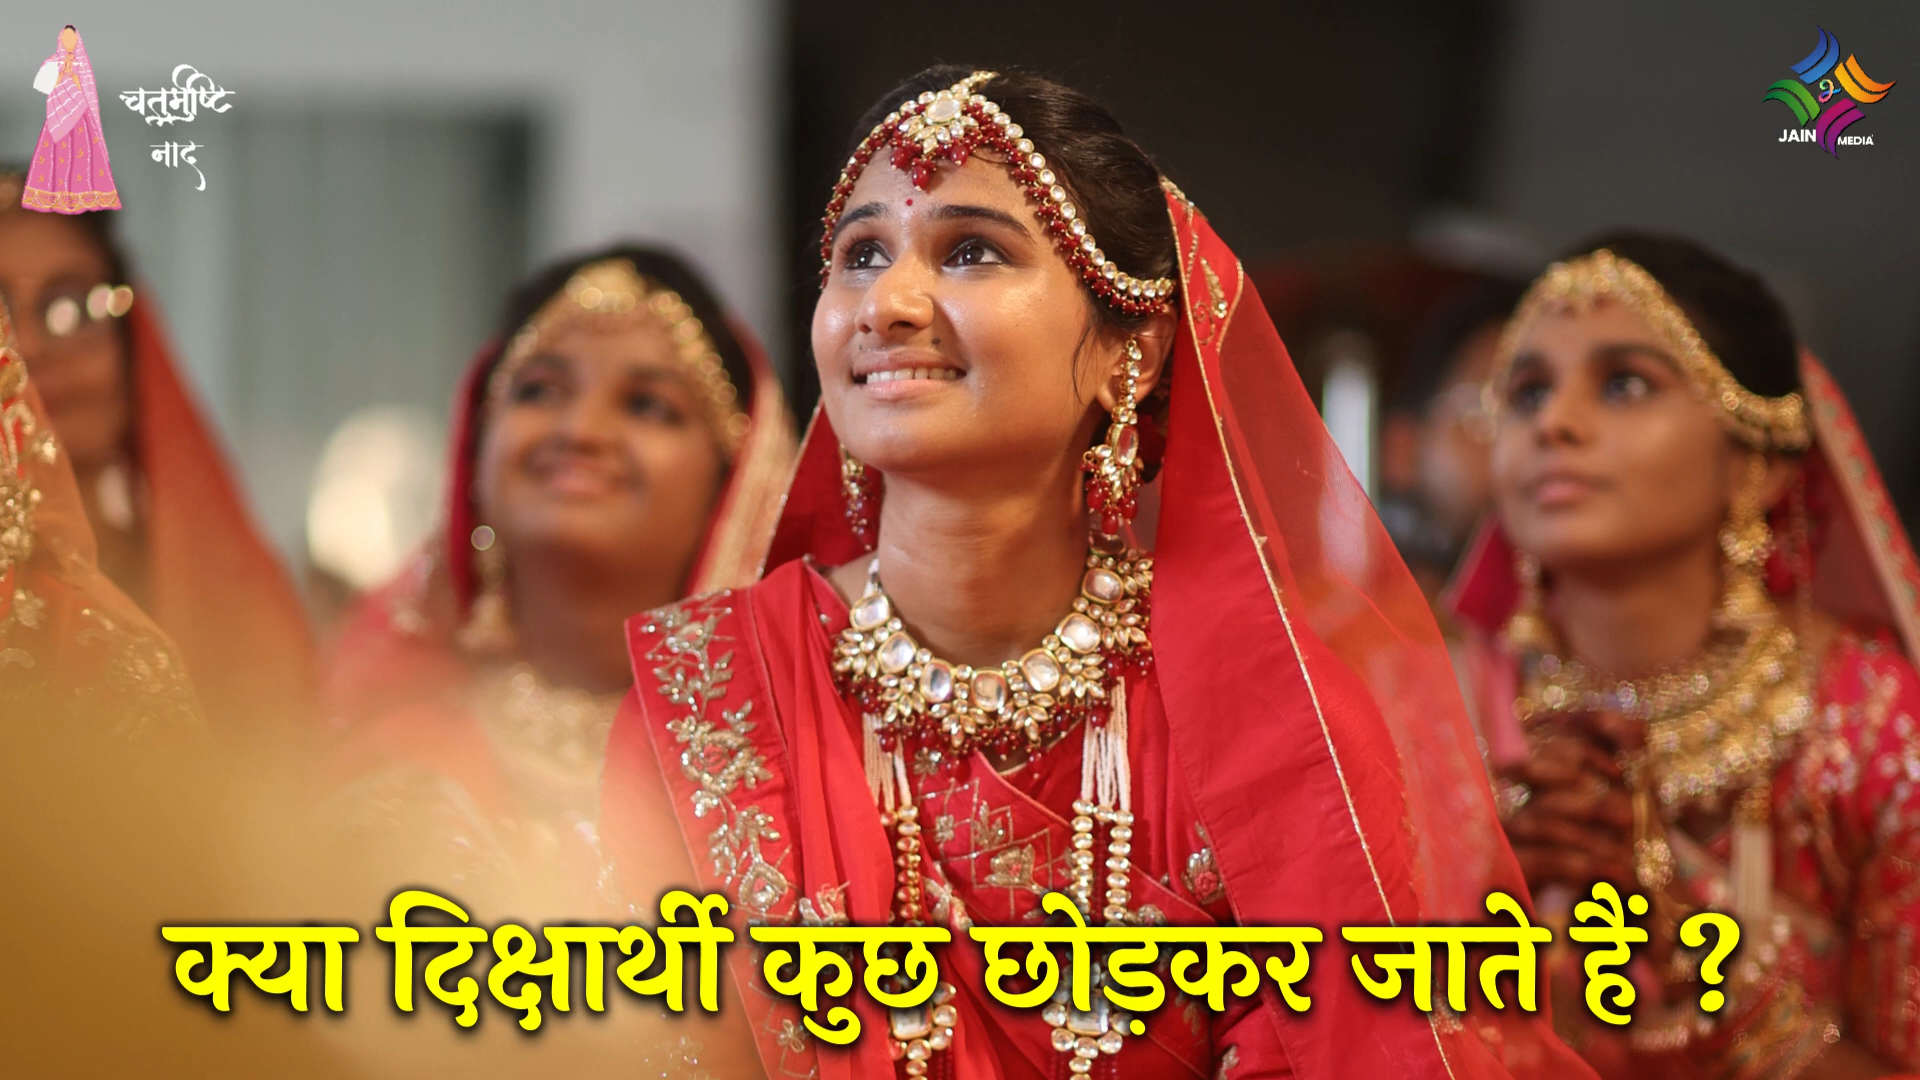 चतुर्मुष्टि
नाद
JAIN
MEDIA
क्या दिक्षार्थी कुछ छोड़कर जाते हैं ?